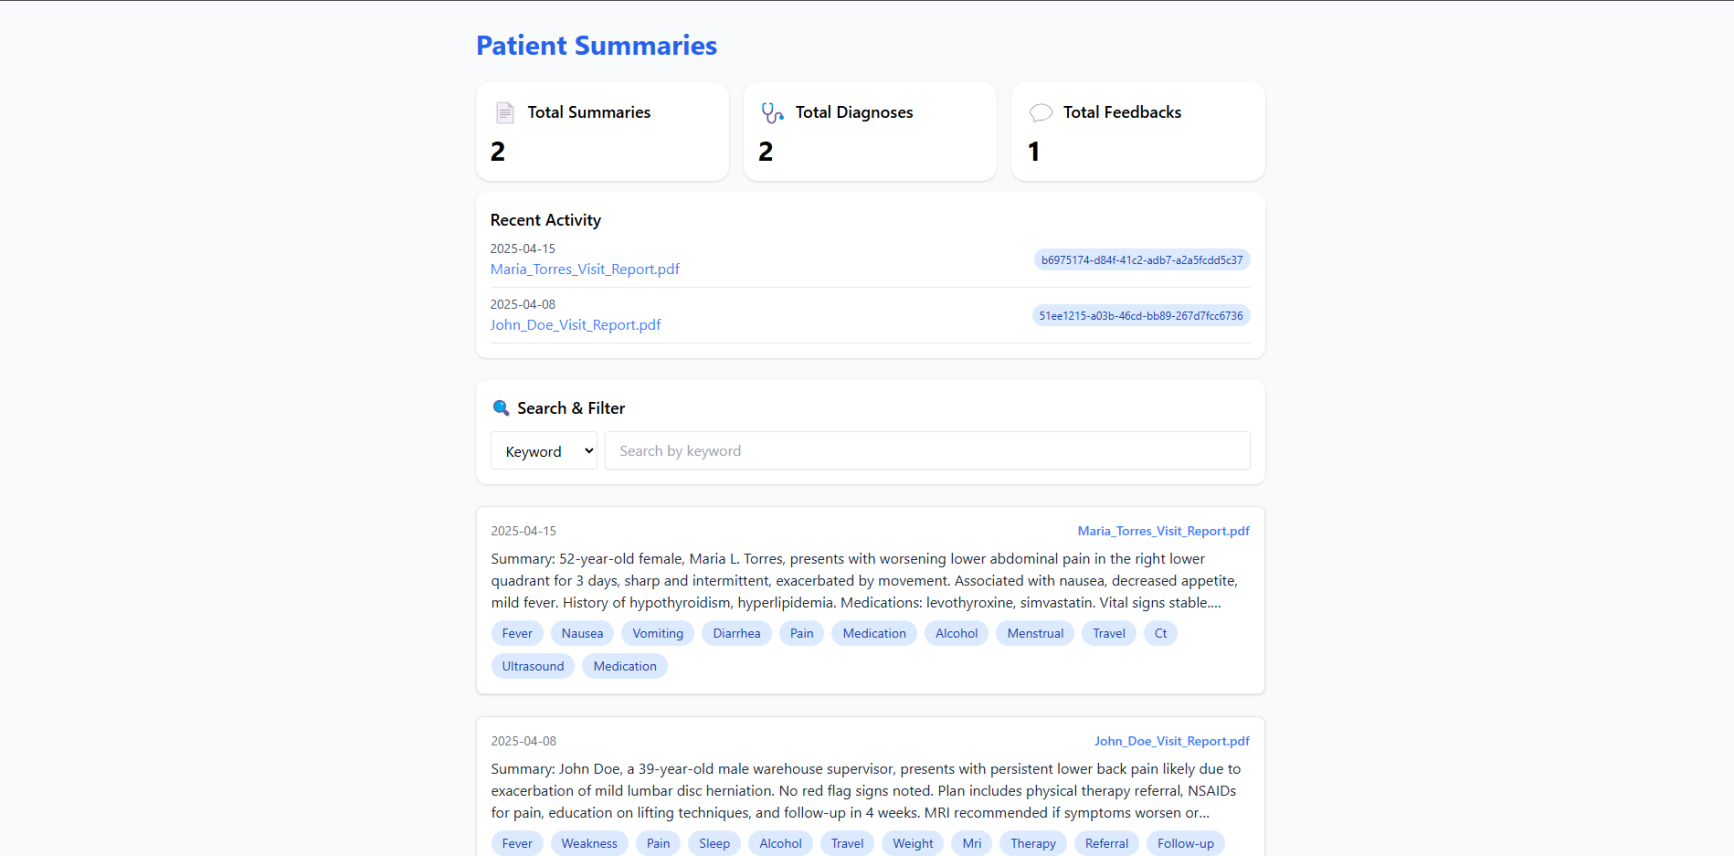 Patient Summaries
Total Summaries
2
Total Diagnoses
2
Total Feedbacks
1
Recent Activity
2025-04-15
Maria_Torres_Visit_Report.pdf
b6975174-d84f-41c2-adb7-a2a5fcdd5c37
2025-04-08
John_Doe_Visit_Report.pdf
51ee1215-a03b-46cd-bb89-267d7fcc6736
Search & Filter
Keyword
Search by keyword
2025-04-15
Maria_Torres_Visit_Report.pdf
Summary: 52-year-old female, Maria L. Torres, presents with worsening lower abdominal pain in the right lower
quadrant for 3 days, sharp and intermittent, exacerbated by movement. Associated with nausea, decreased appetite,
mild fever. History of hypothyroidism, hyperlipidemia. Medications: levothyroxine, simvastatin. Vital signs stable....
Fever Nausea Vomiting Diarrhea Pain Medication Alcohol Menstrual Travel Ct
Ultrasound Medication
2025-04-08
John_Doe_Visit_Report.pdf
Summary: John Doe, a 39-year-old male warehouse supervisor, presents with persistent lower back pain likely due to
exacerbation of mild lumbar disc herniation. No red flag signs noted. Plan includes physical therapy referral, NSAIDs
for pain, education on lifting techniques, and follow-up in 4 weeks. MRI recommended if symptoms worsen or...
Fever Weakness Pain Sleep Alcohol Travel Weight Mri Therapy Referral Follow-up